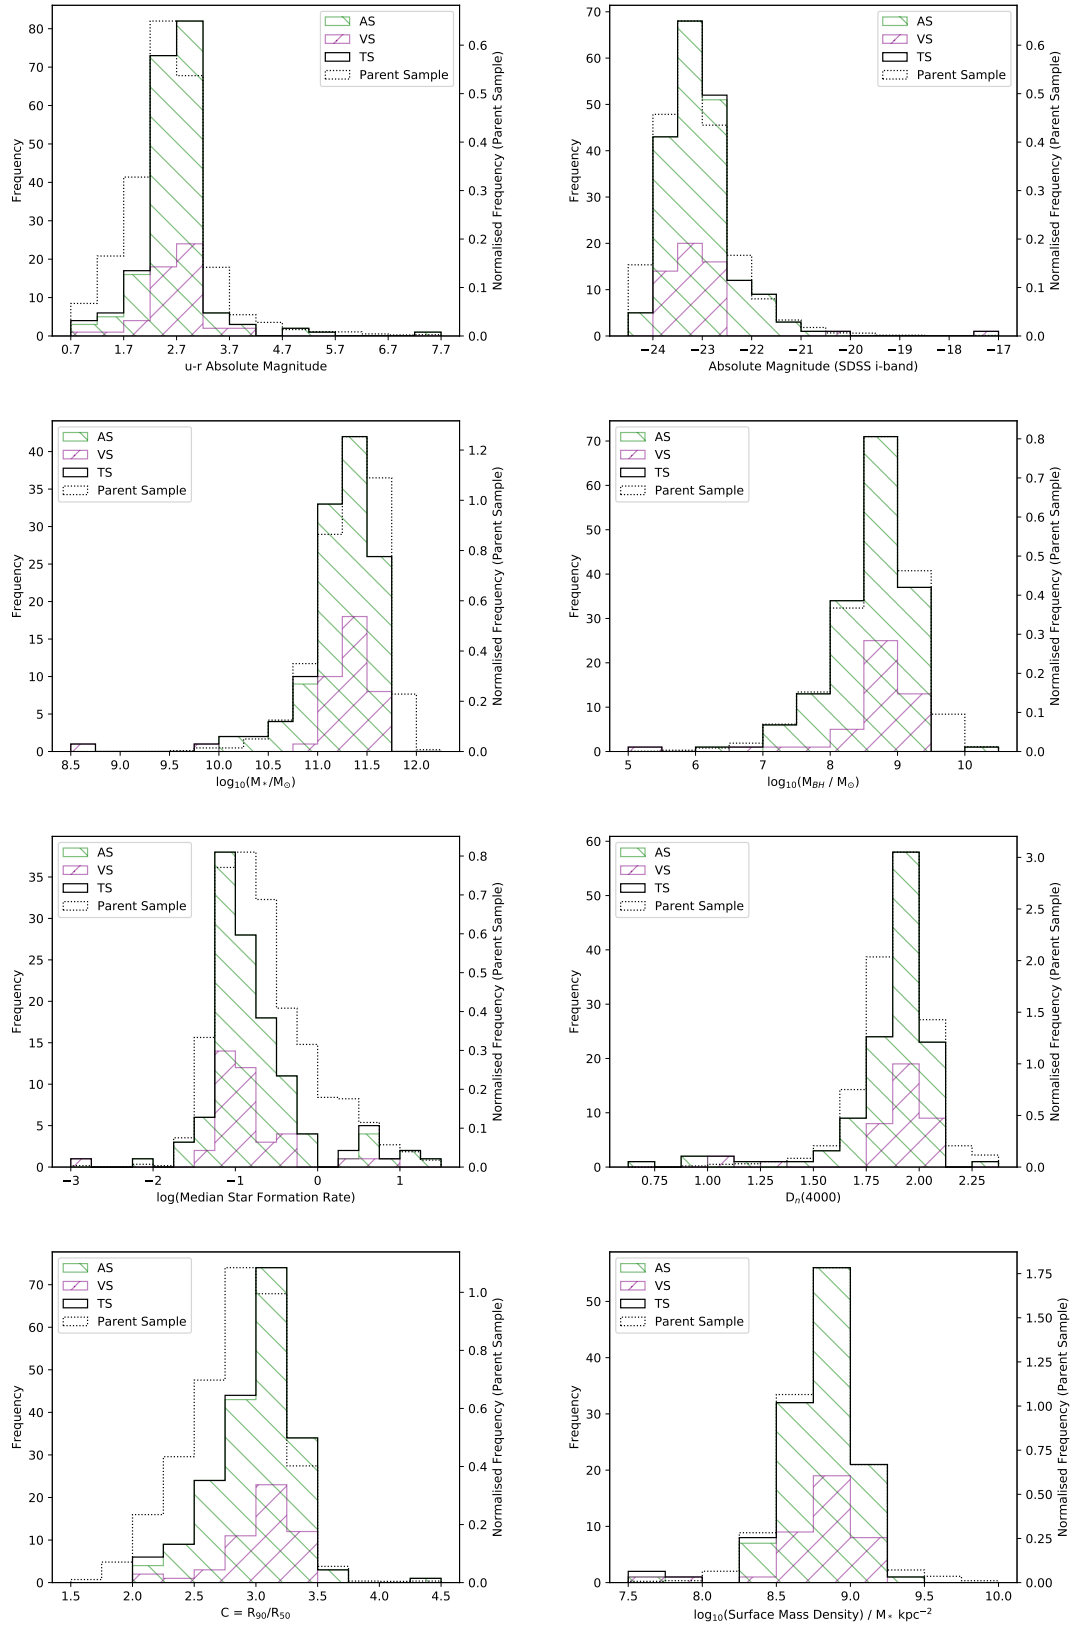 AS
VS
TS
Parent Sample
80
70
60
50
40
30
20
10
0
Frequency
0.6
0.5
0.4
0.3
0.2
0.1
0.0
Normalised Frequency (Parent Sample)
0.7 1.7 2.7 3.7 4.7 5.7 6.7 7.7
u-r Absolute Magnitude
AS
VS
TS
Parent Sample
70
60
50
40
30
20
10
0
Frequency
0.6
0.5
0.4
0.3
0.2
0.1
0.0
Normalised Frequency (Parent Sample)
−24 −23 −22 −21 −20 −19 −18 −17
Absolute Magnitude (SDSS i-band)
AS
VS
TS
Parent Sample
40
35
30
25
20
15
10
5
0
Frequency
1.2
1.0
0.8
0.6
0.4
0.2
0.0
Normalised Frequency (Parent Sample)
8.5 9.0 9.5 10.0 10.5 11.0 11.5 12.0
log₁₀(M*/M⊙)
AS
VS
TS
Parent Sample
70
60
50
40
30
20
10
0
Frequency
0.8
0.7
0.6
0.5
0.4
0.3
0.2
0.1
0.0
Normalised Frequency (Parent Sample)
5 6 7 8 9 10
log₁₀(M_BH / M⊙)
AS
VS
TS
Parent Sample
35
30
25
20
15
10
5
0
Frequency
0.8
0.7
0.6
0.5
0.4
0.3
0.2
0.1
0.0
Normalised Frequency (Parent Sample)
−3 −2 −1 0 1
log(Median Star Formation Rate)
AS
VS
TS
Parent Sample
60
50
40
30
20
10
0
Frequency
3.0
2.5
2.0
1.5
1.0
0.5
0.0
Normalised Frequency (Parent Sample)
0.75 1.00 1.25 1.50 1.75 2.00 2.25
Dₙ(4000)
AS
VS
TS
Parent Sample
70
60
50
40
30
20
10
0
Frequency
1.0
0.8
0.6
0.4
0.2
0.0
Normalised Frequency (Parent Sample)
1.5 2.0 2.5 3.0 3.5 4.0 4.5
C = R₉₀/R₅₀
AS
VS
TS
Parent Sample
50
40
30
20
10
0
Frequency
1.75
1.50
1.25
1.00
0.75
0.50
0.25
0.00
Normalised Frequency (Parent Sample)
7.5 8.0 8.5 9.0 9.5 10.0
log₁₀(Surface Mass Density) / M* kpc⁻²